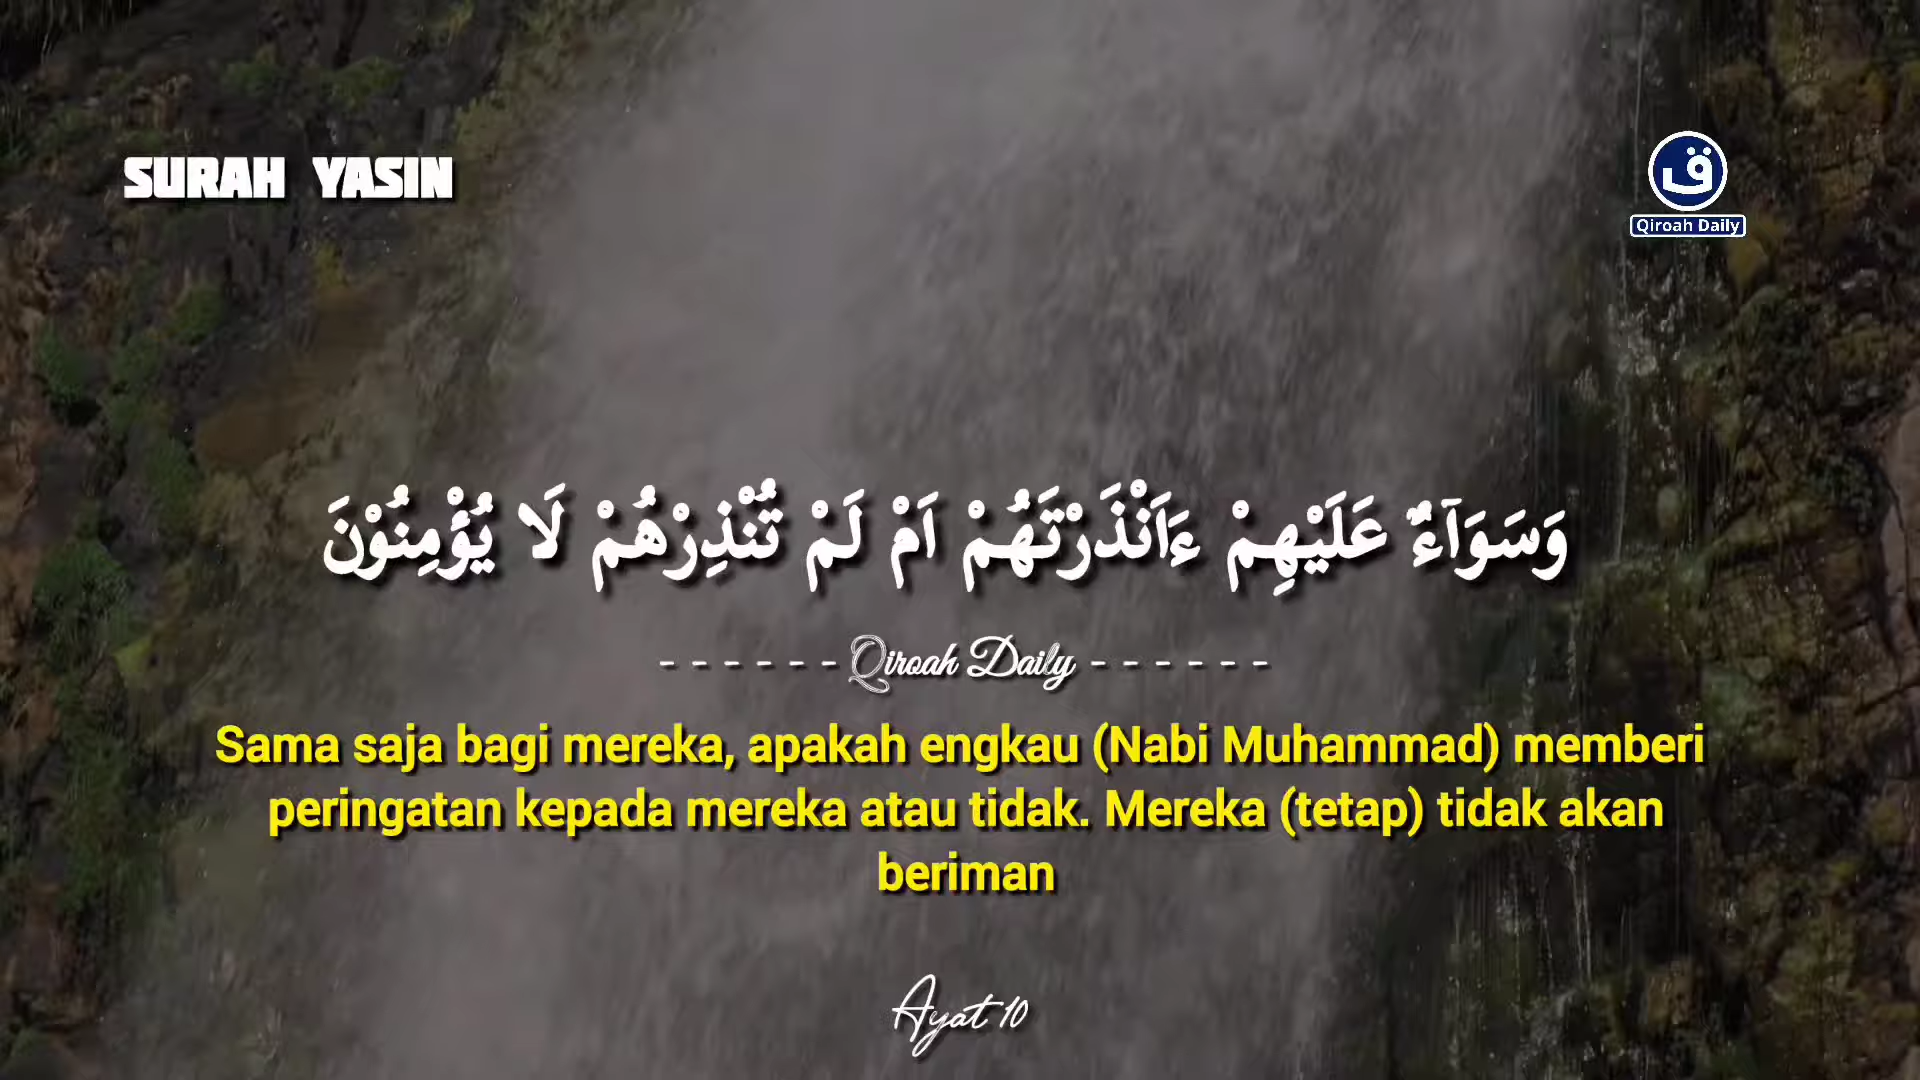 SURAH YASIN
ق
Qiroah Daily
وَسَوَآءٌ عَلَيْهِمْ ءَاَنْذَرْتَهُمْ اَمْ لَمْ تُنْذِرْهُمْ لَا يُؤْمِنُوْنَ
------ Qiroah Daily ------
Sama saja bagi mereka, apakah engkau (Nabi Muhammad) memberi
peringatan kepada mereka atau tidak. Mereka (tetap) tidak akan
beriman
Ayat 10